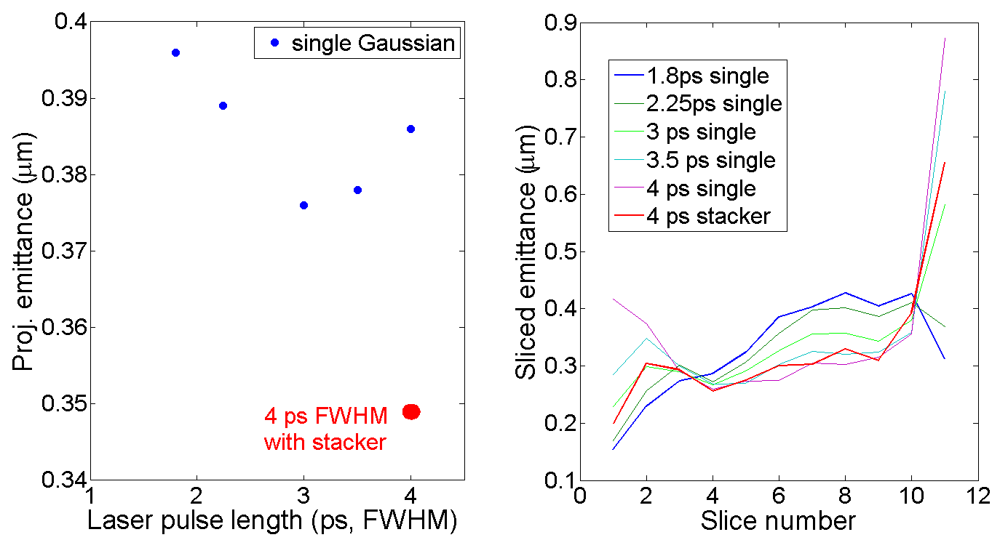 0.4
0.39
0.38
0.37
0.36
0.35
0.34
Proj. emittance (μm)
single Gaussian
4 ps FWHM
with stacker
1 2 3 4
Laser pulse length (ps, FWHM)
0.9
0.8
0.7
0.6
0.5
0.4
0.3
0.2
0.1
Sliced emittance (μm)
1.8ps single
2.25ps single
3 ps single
3.5 ps single
4 ps single
4 ps stacker
0 2 4 6 8 10 12
Slice number